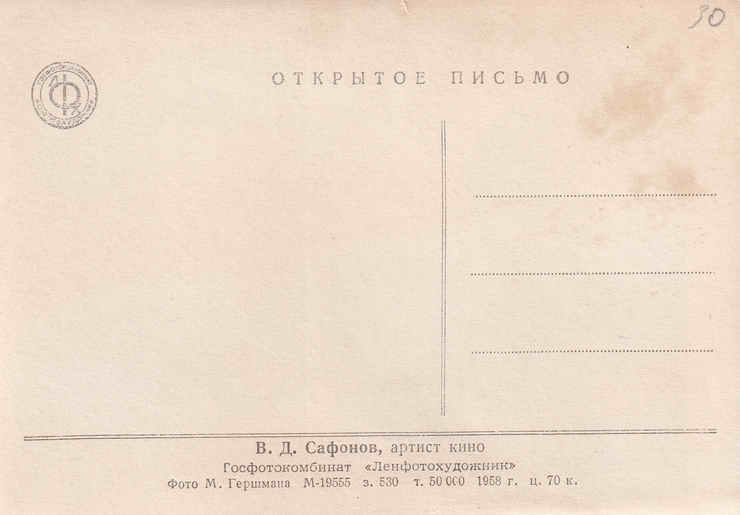 30
ОТКРЫТОЕ ПИСЬМО
В. Д. Сафонов, артист кино
Госфотокомбинат «Ленфотохудожник»
Фото М. Гершмана М-19555 з. 530 т. 50 000 1958 г. ц. 70 к.